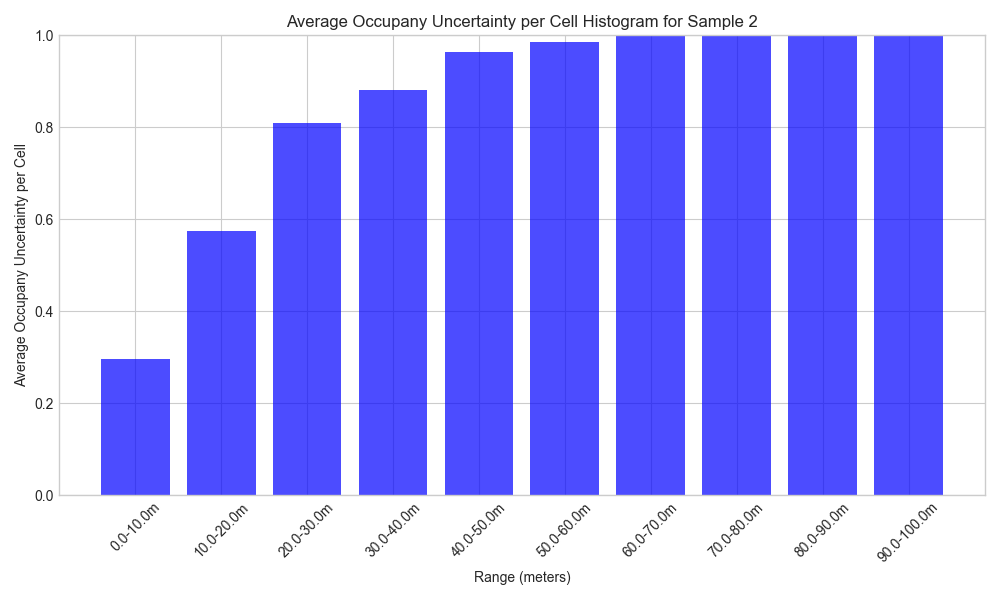 Average Occupany Uncertainty per Cell Histogram for Sample 2
Average Occupany Uncertainty per Cell
1.0
0.8
0.6
0.4
0.2
0.0
0.0-10.0m
10.0-20.0m
20.0-30.0m
30.0-40.0m
40.0-50.0m
50.0-60.0m
60.0-70.0m
70.0-80.0m
80.0-90.0m
90.0-100.0m
Range (meters)